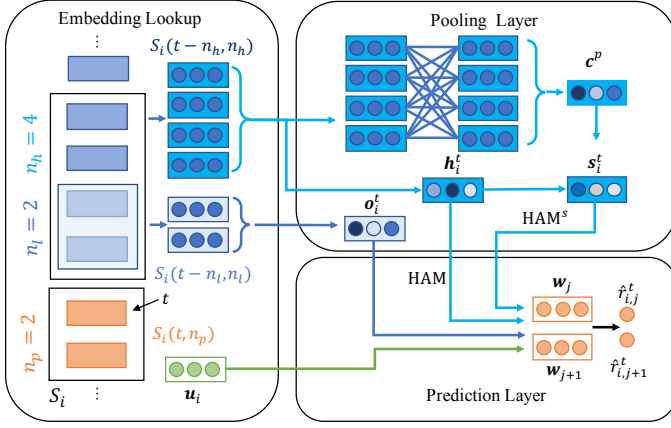 Embedding Lookup
⋮
S_i(t − n_h, n_h)
n_h = 4
n_l = 2
S_i(t − n_l, n_l)
t
n_p = 2
S_i(t, n_p)
S_i
⋮
u_i
Pooling Layer
c^p
h_i^t
s_i^t
o_i^t
HAM^s
HAM
w_j
r̂_{i,j}^t
w_{j+1}
r̂_{i,j+1}^t
Prediction Layer